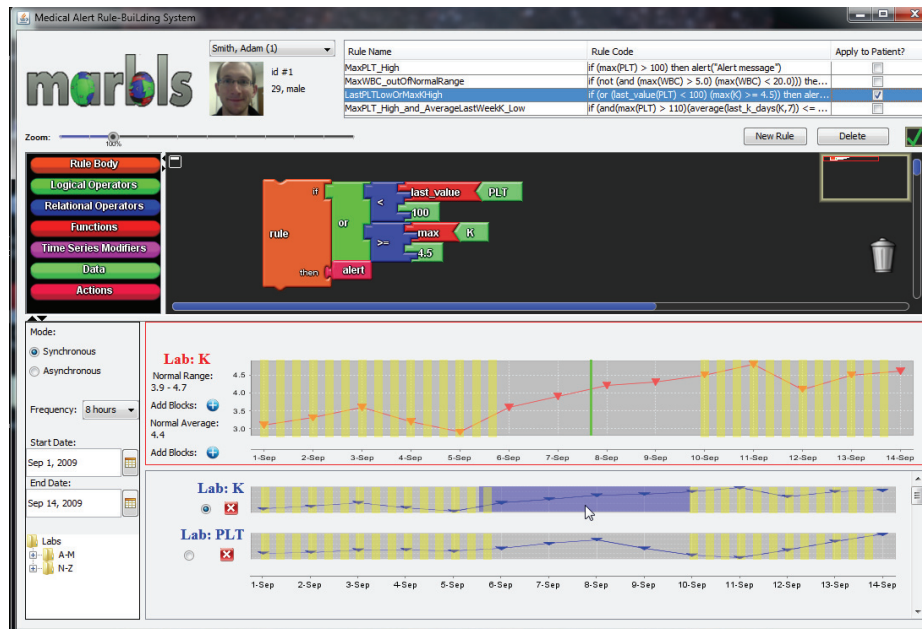 Medical Alert Rule-BuiLding System
marbls
Smith, Adam (1)
id #1
29, male
Rule Name Rule Code Apply to Patient?
MaxPLT_High if (max(PLT) > 100) then alert("Alert message")
MaxWBC_outOfNormalRange if (not (and (max(WBC) > 5.0) (max(WBC) < 20.0))) the...
LastPLTLowOrMaxKHigh if (or (last_value(PLT) < 100) (max(K) >= 4.5)) then aler...
MaxPLT_High_and_AverageLastWeekK_Low if (and(max(PLT) > 110)(average(last_k_days(K,7)) <= ...
Zoom:
100%
New Rule Delete
Rule Body
Logical Operators
Relational Operators
Functions
Time Series Modifiers
Data
Actions
rule if or < last_value PLT
100
>= max K
4.5
then alert
Mode:
Synchronous
Asynchronous
Frequency: 8 hours
Start Date:
Sep 1, 2009
End Date:
Sep 14, 2009
Labs
A-M
N-Z
Lab: K
Normal Range:
3.9 - 4.7
Add Blocks:
Normal Average:
4.4
Add Blocks:
4.5
4.0
3.5
3.0
1-Sep 2-Sep 3-Sep 4-Sep 5-Sep 6-Sep 7-Sep 8-Sep 9-Sep 10-Sep 11-Sep 12-Sep 13-Sep 14-Sep
Lab: K
Lab: PLT
1-Sep 2-Sep 3-Sep 4-Sep 5-Sep 6-Sep 7-Sep 8-Sep 9-Sep 10-Sep 11-Sep 12-Sep 13-Sep 14-Sep